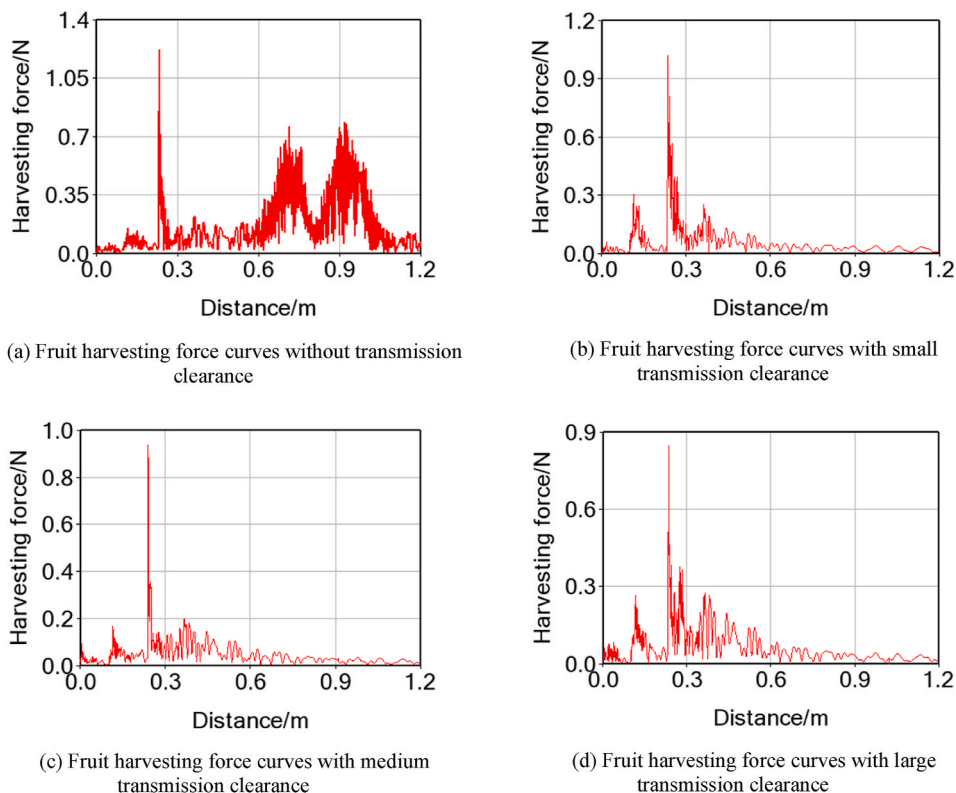 1.4
1.05
0.7
0.35
0.0
Harvesting force/N
0.0 0.3 0.6 0.9 1.2
Distance/m
(a) Fruit harvesting force curves without transmission
clearance
1.2
0.9
0.6
0.3
0.0
Harvesting force/N
0.0 0.3 0.6 0.9 1.2
Distance/m
(b) Fruit harvesting force curves with small
transmission clearance
1.0
0.8
0.6
0.4
0.2
0.0
Harvesting force/N
0.0 0.3 0.6 0.9 1.2
Distance/m
(c) Fruit harvesting force curves with medium
transmission clearance
0.9
0.6
0.3
0.0
Harvesting force/N
0.0 0.3 0.6 0.9 1.2
Distance/m
(d) Fruit harvesting force curves with large
transmission clearance